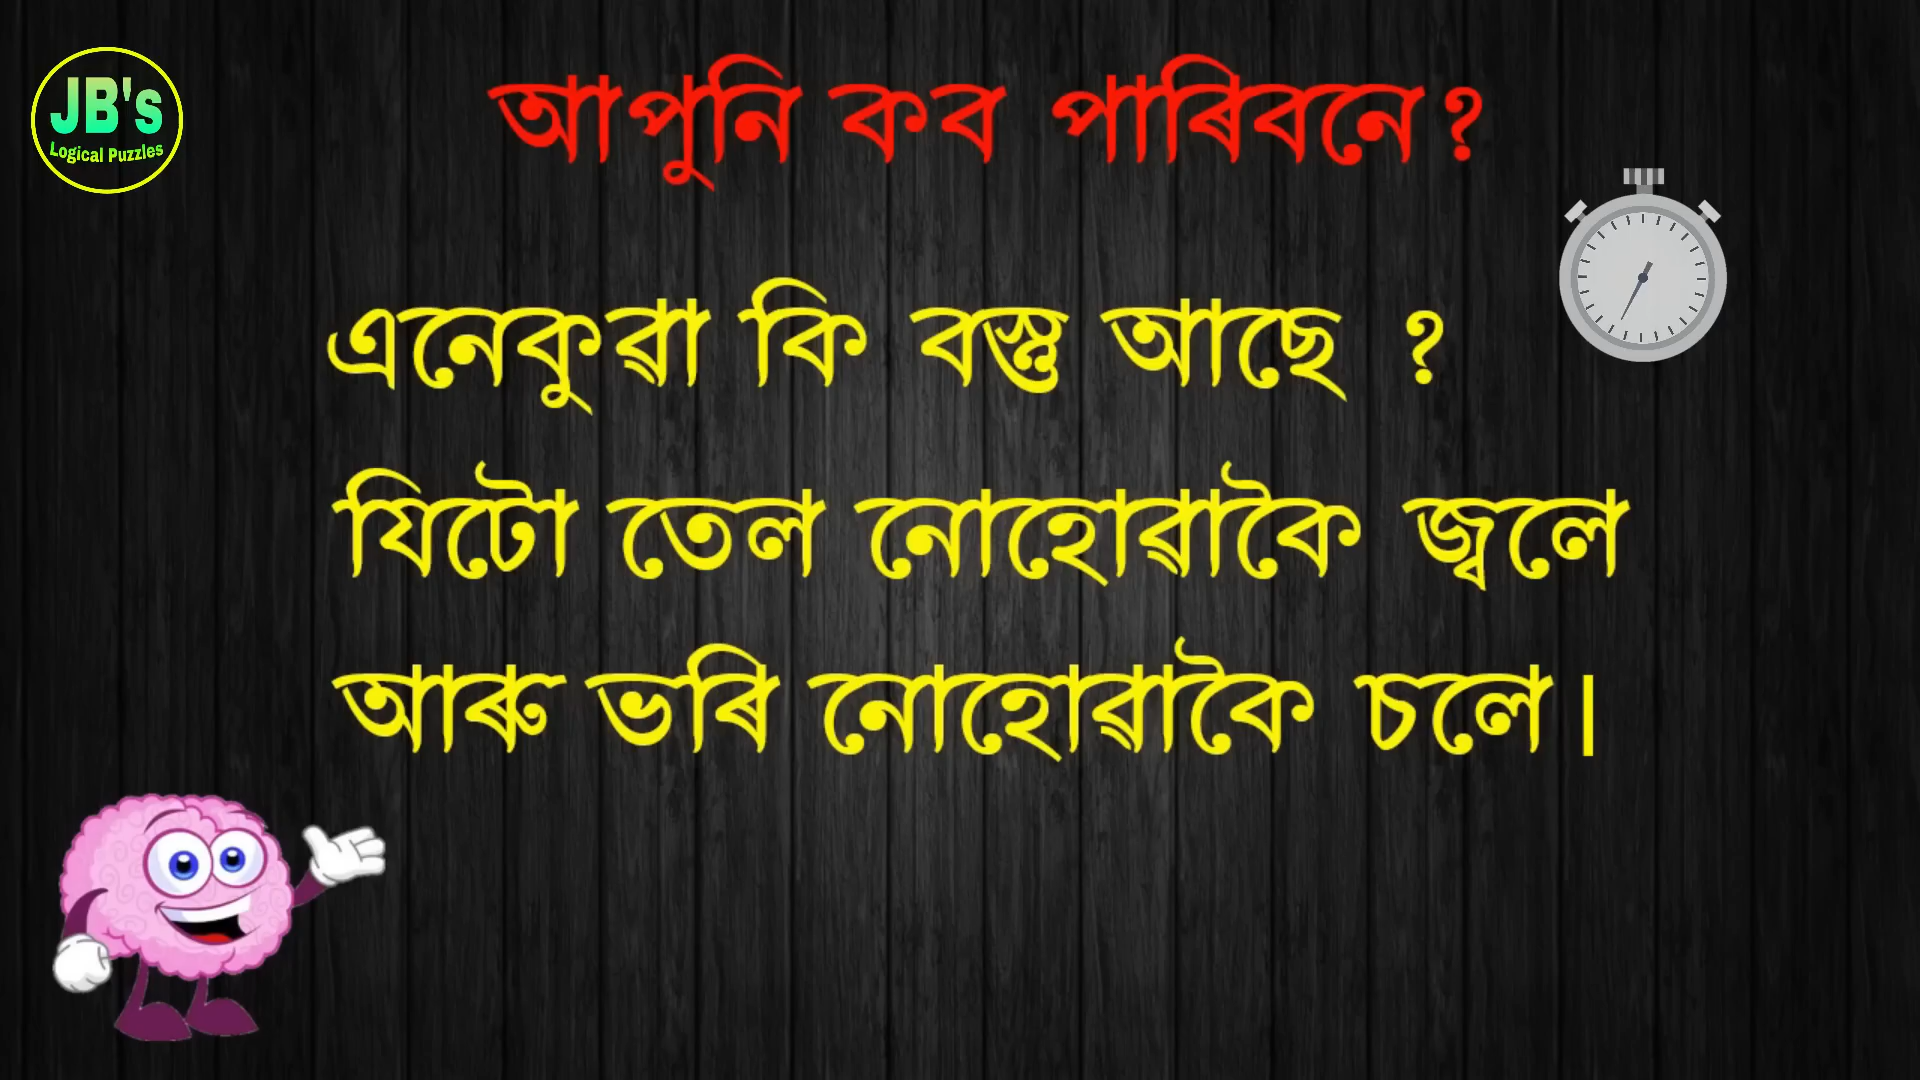 JB's
Logical Puzzles
আপুনি কব পাৰিবনে?
এনেকুৱা কি বস্তু আছে ?
যিটো তেল নোহোৱাকৈ জ্বলে
আৰু ভৰি নোহোৱাকৈ চলে।